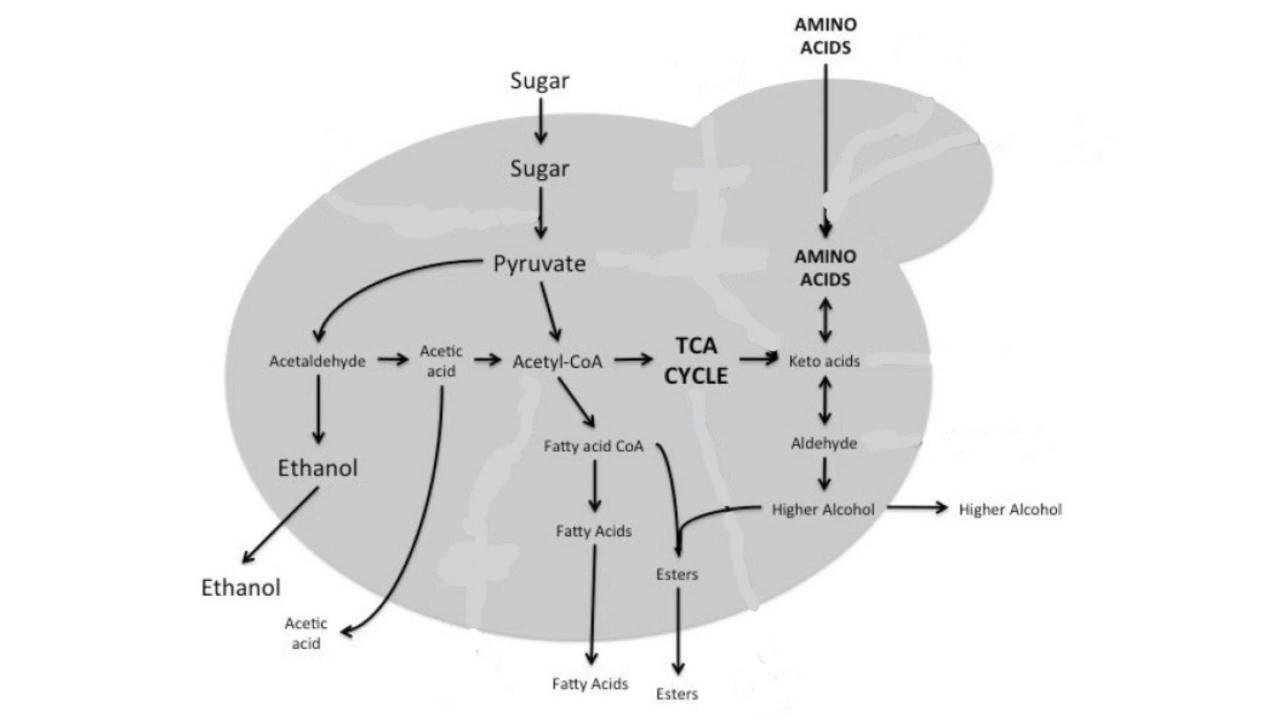 AMINO
ACIDS
Sugar
Sugar
Pyruvate
AMINO
ACIDS
Acetaldehyde
Acetic
acid
Acetyl-CoA
TCA
CYCLE
Keto acids
Fatty acid CoA
Aldehyde
Ethanol
Fatty Acids
Higher Alcohol
Higher Alcohol
Esters
Ethanol
Acetic
acid
Fatty Acids
Esters